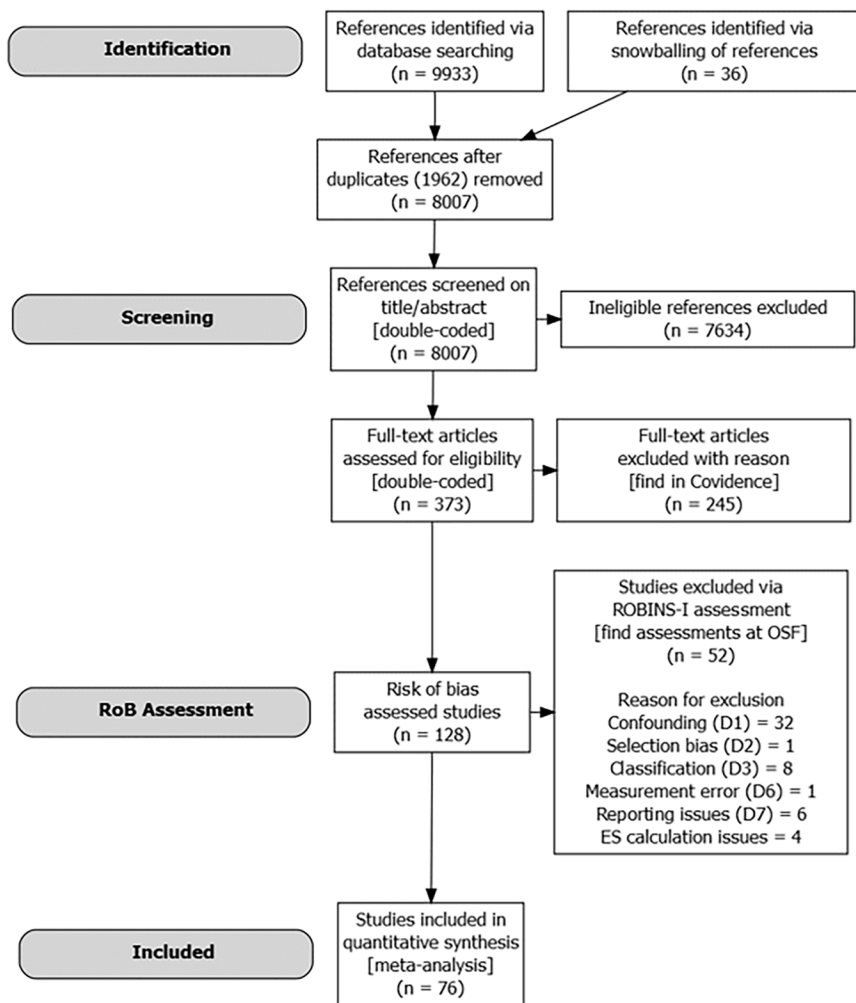 Identification
References identified via
database searching
(n = 9933)
References identified via
snowballing of references
(n = 36)
References after
duplicates (1962) removed
(n = 8007)
Screening
References screened on
title/abstract
[double-coded]
(n = 8007)
Ineligible references excluded
(n = 7634)
Full-text articles
assessed for eligibility
[double-coded]
(n = 373)
Full-text articles
excluded with reason
[find in Covidence]
(n = 245)
RoB Assessment
Risk of bias
assessed studies
(n = 128)
Studies excluded via
ROBINS-I assessment
[find assessments at OSF]
(n = 52)
Reason for exclusion
Confounding (D1) = 32
Selection bias (D2) = 1
Classification (D3) = 8
Measurement error (D6) = 1
Reporting issues (D7) = 6
ES calculation issues = 4
Included
Studies included in
quantitative synthesis
[meta-analysis]
(n = 76)